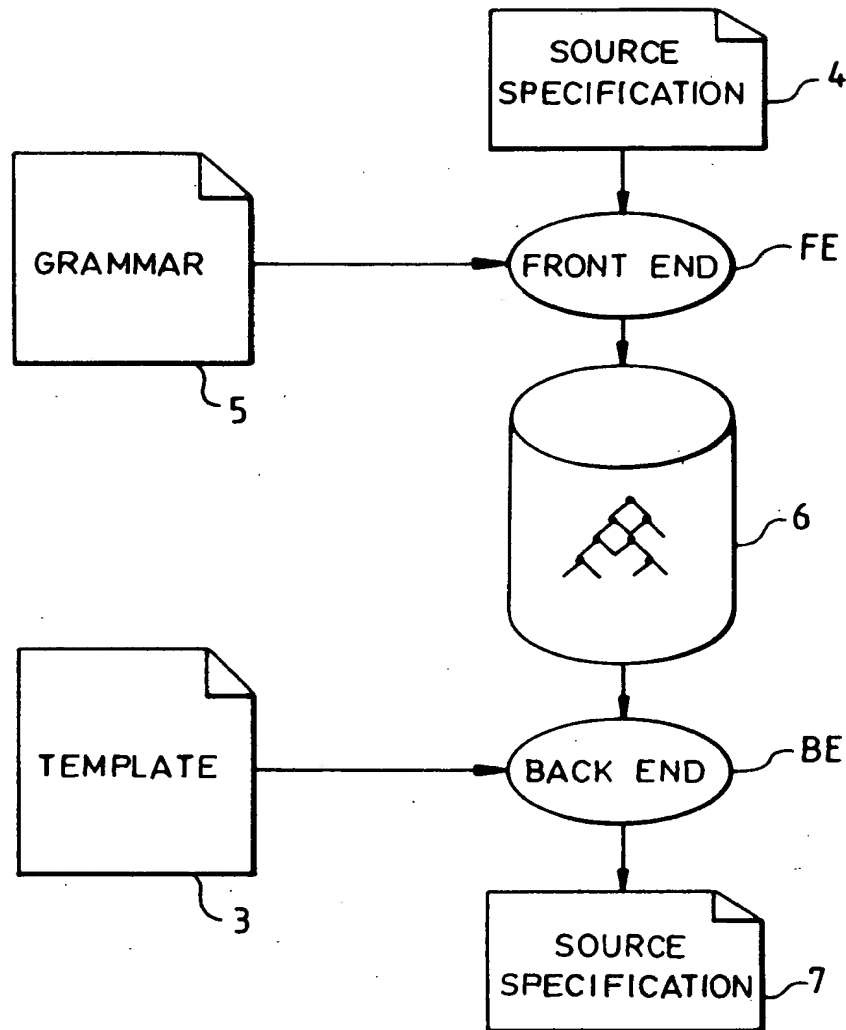 SOURCE
SPECIFICATION
4
GRAMMAR
FRONT END
FE
5
6
TEMPLATE
BACK END
BE
3
SOURCE
SPECIFICATION
7